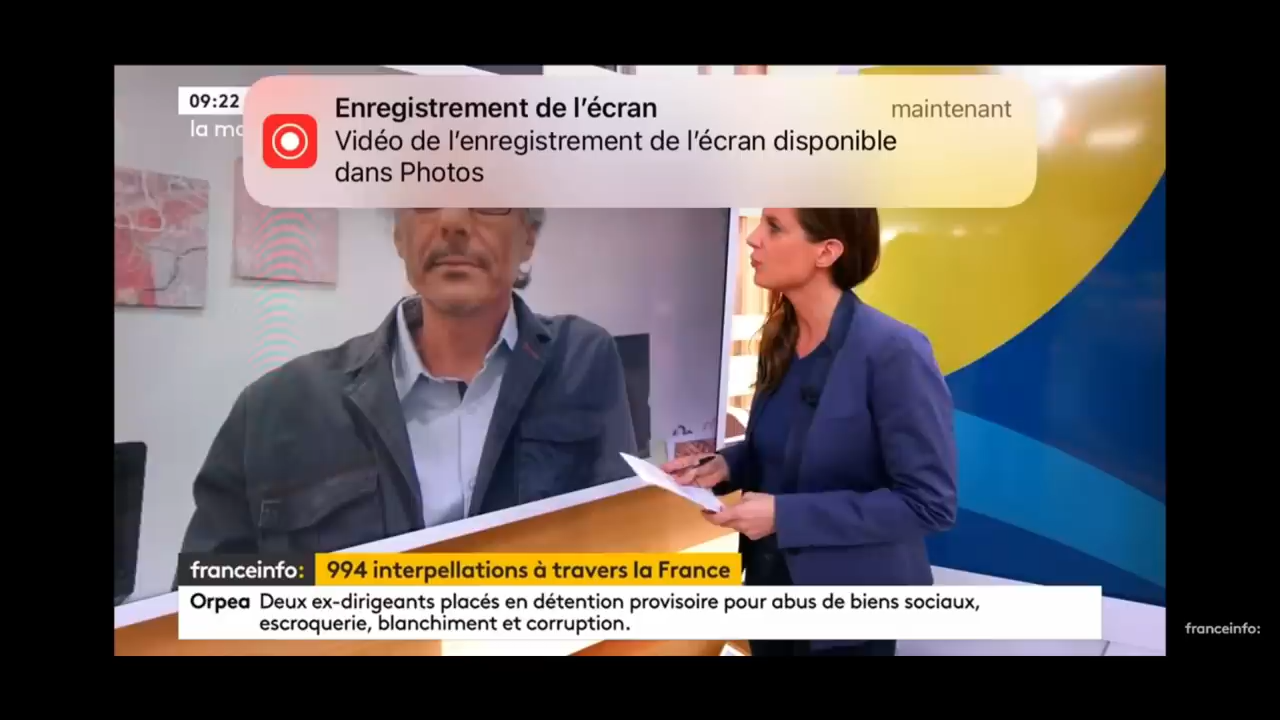 09:22
la ma
Enregistrement de l'écran
maintenant
Vidéo de l'enregistrement de l'écran disponible
dans Photos
franceinfo: 994 interpellations à travers la France
Orpea Deux ex-dirigeants placés en détention provisoire pour abus de biens sociaux,
escroquerie, blanchiment et corruption.
franceinfo: